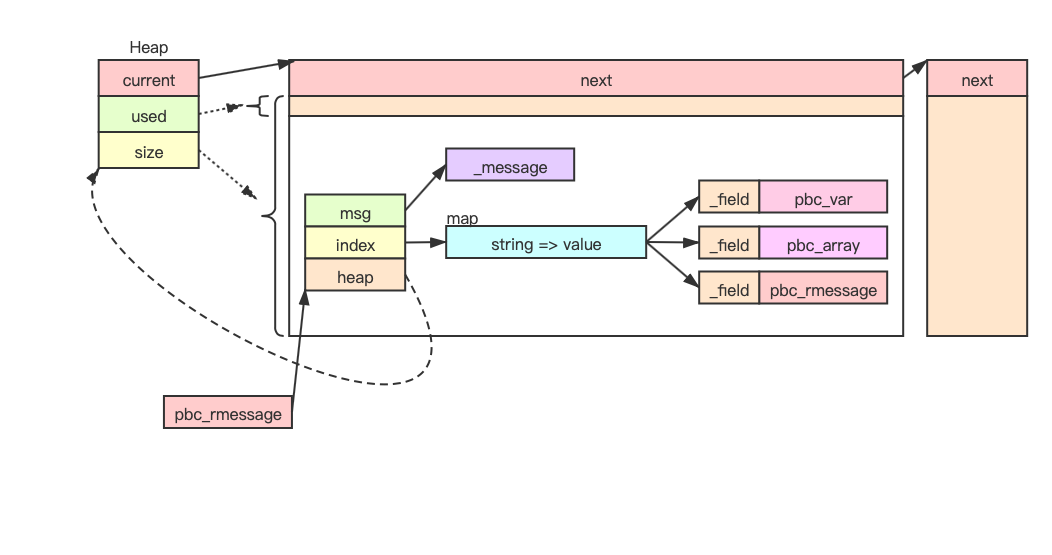 Heap
current
next
next
used
size
_message
msg
map
_field
pbc_var
index
string => value
_field
pbc_array
heap
_field
pbc_rmessage
pbc_rmessage